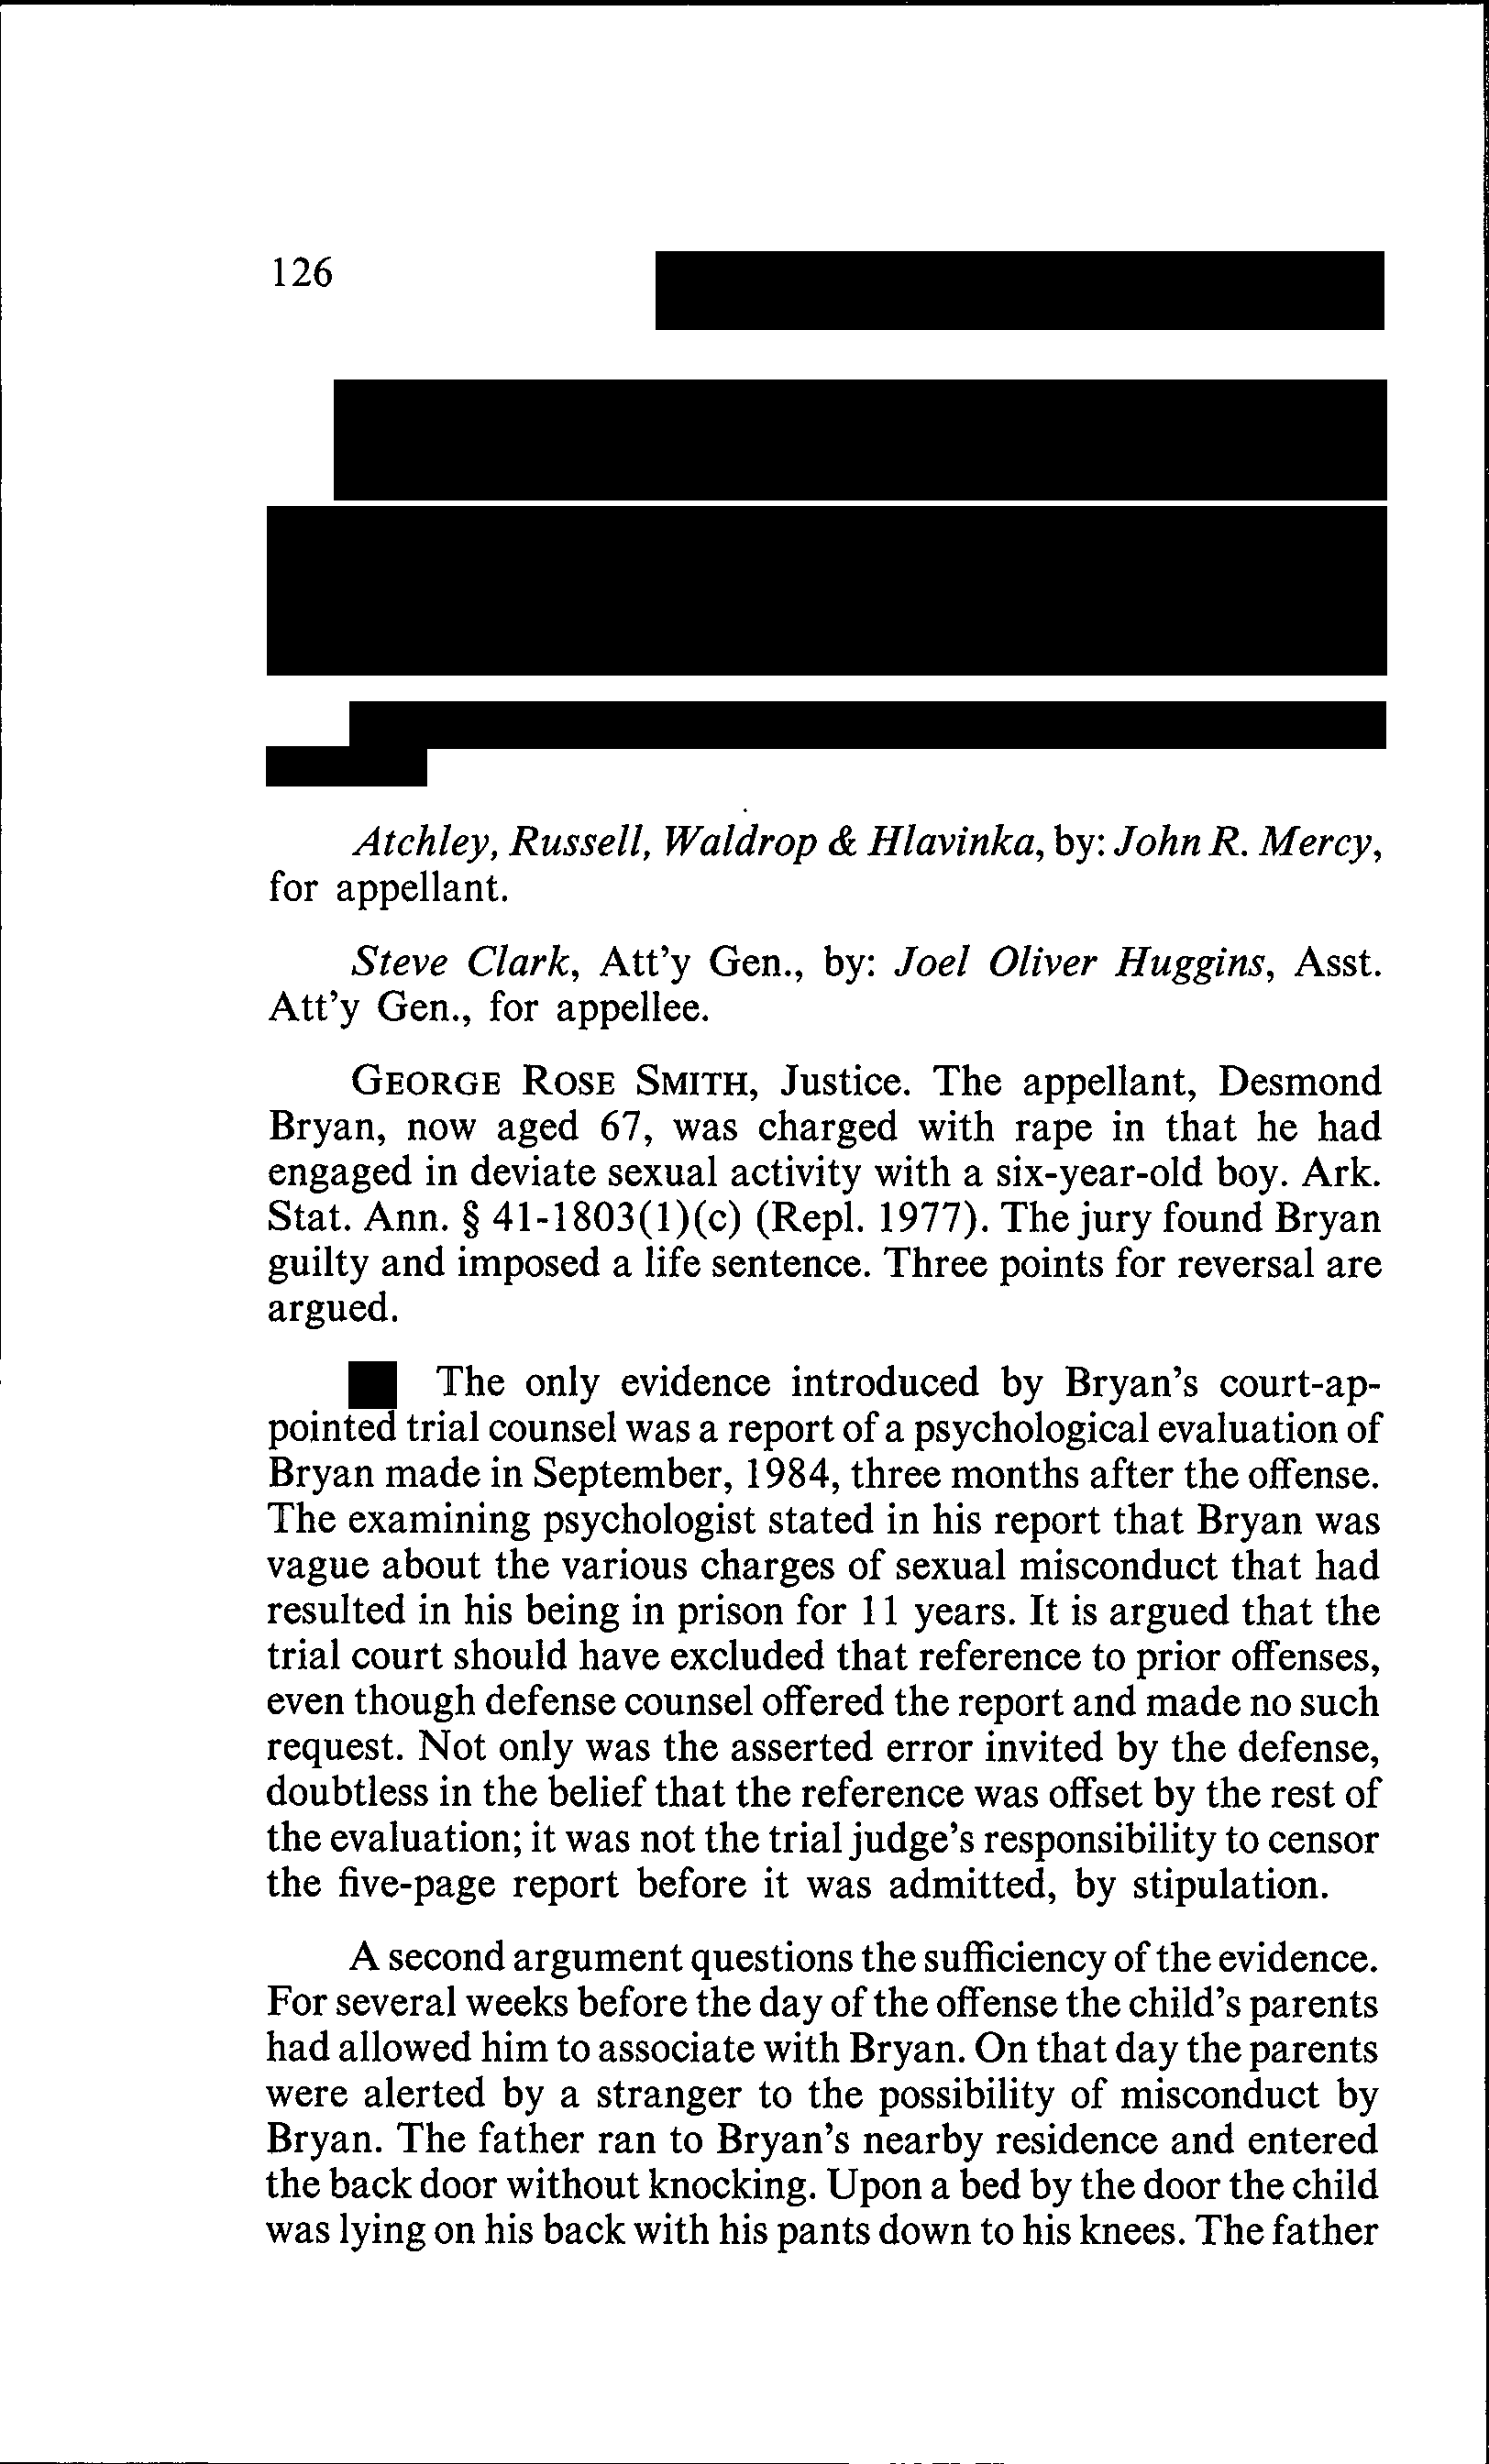 126
Atchley, Russell, Waldrop & Hlavinka, by: John R. Mercy,
for appellant.
Steve Clark, Att'y Gen., by: Joel Oliver Huggins, Asst.
Att'y Gen., for appellee.
GEORGE ROSE SMITH, Justice. The appellant, Desmond
Bryan, now aged 67, was charged with rape in that he had
engaged in deviate sexual activity with a six-year-old boy. Ark.
Stat. Ann. § 41-1803(1)(c) (Repl. 1977). The jury found Bryan
guilty and imposed a life sentence. Three points for reversal are
argued.
The only evidence introduced by Bryan's court-ap-
pointed trial counsel was a report of a psychological evaluation of
Bryan made in September, 1984, three months after the offense.
The examining psychologist stated in his report that Bryan was
vague about the various charges of sexual misconduct that had
resulted in his being in prison for 11 years. It is argued that the
trial court should have excluded that reference to prior offenses,
even though defense counsel offered the report and made no such
request. Not only was the asserted error invited by the defense,
doubtless in the belief that the reference was offset by the rest of
the evaluation; it was not the trial judge's responsibility to censor
the five-page report before it was admitted, by stipulation.
A second argument questions the sufficiency of the evidence.
For several weeks before the day of the offense the child's parents
had allowed him to associate with Bryan. On that day the parents
were alerted by a stranger to the possibility of misconduct by
Bryan. The father ran to Bryan's nearby residence and entered
the back door without knocking. Upon a bed by the door the child
was lying on his back with his pants down to his knees. The father